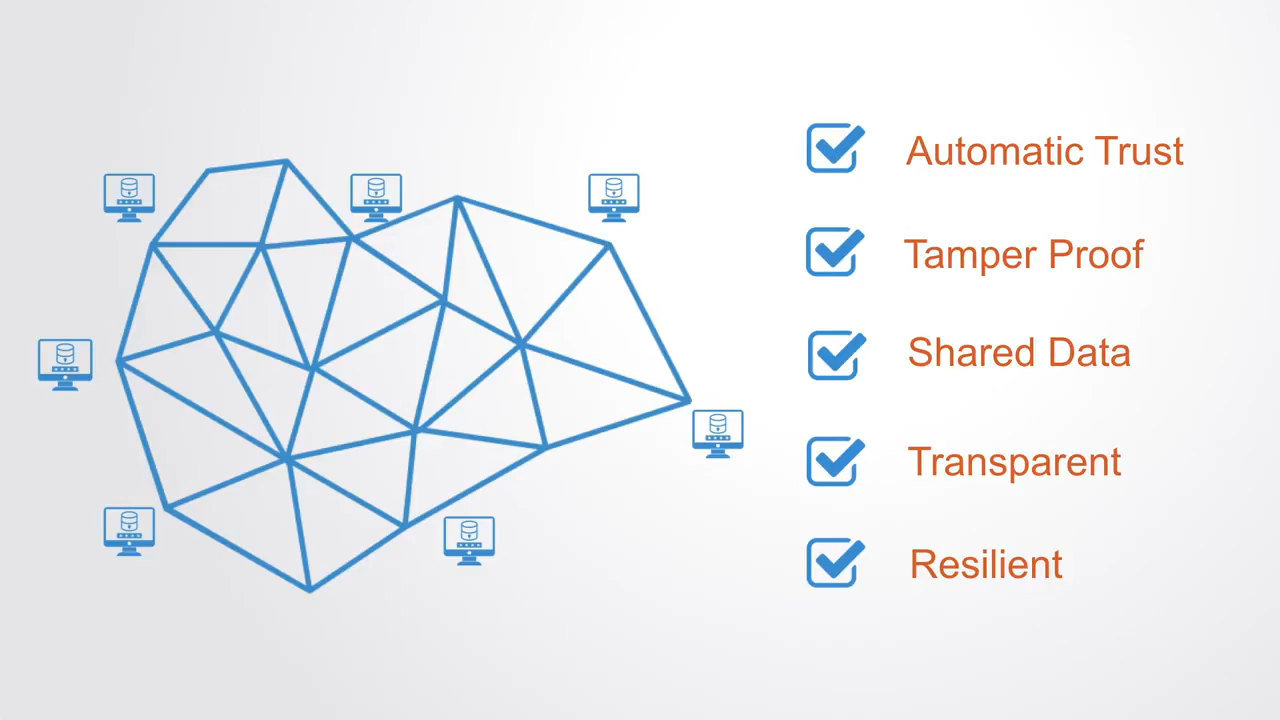 Automatic Trust
Tamper Proof
Shared Data
Transparent
Resilient